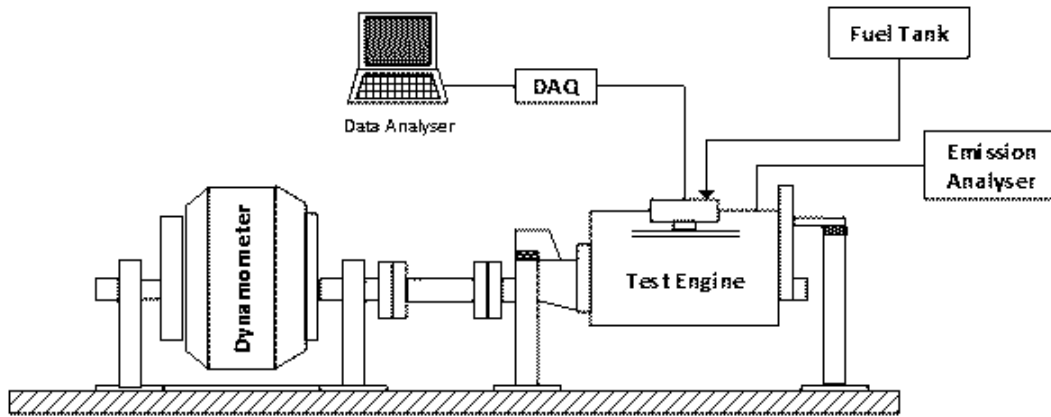 Fuel Tank
DAQ
Data Analyser
Emission
Analyser
Dynamometer
Test Engine